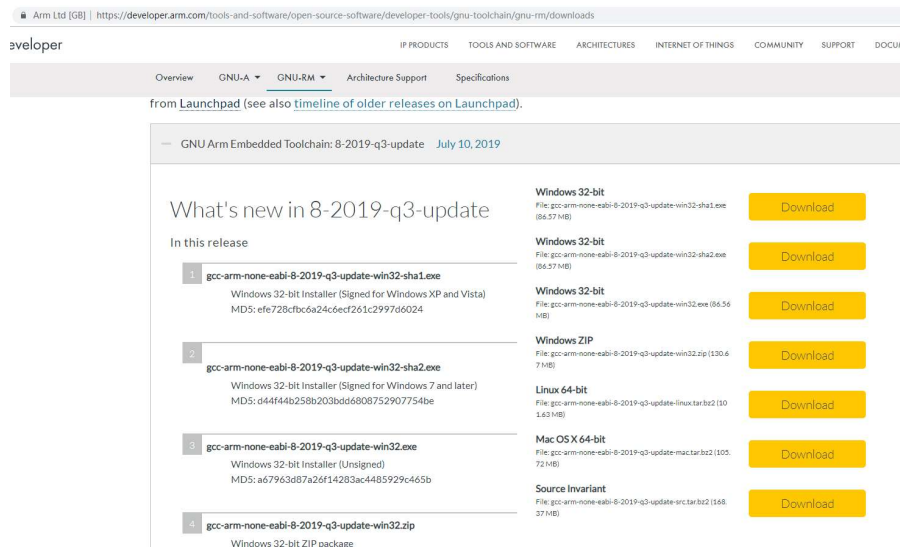 Arm Ltd [GB] | https://developer.arm.com/tools-and-software/open-source-software/developer-tools/gnu-toolchain/gnu-rm/downloads
eveloper
IP PRODUCTS TOOLS AND SOFTWARE ARCHITECTURES INTERNET OF THINGS COMMUNITY SUPPORT DOCU
Overview GNU-A GNU-RM Architecture Support Specifications
from Launchpad (see also timeline of older releases on Launchpad).
GNU Arm Embedded Toolchain: 8-2019-q3-update July 10, 2019
What's new in 8-2019-q3-update
In this release
1 gcc-arm-none-eabi-8-2019-q3-update-win32-sha1.exe
Windows 32-bit Installer (Signed for Windows XP and Vista)
MD5: efe728cfbc6a24c6ecf261c2997d6024
2
gcc-arm-none-eabi-8-2019-q3-update-win32-sha2.exe
Windows 32-bit Installer (Signed for Windows 7 and later)
MD5: d44f44b258b203bdd6808752907754be
3 gcc-arm-none-eabi-8-2019-q3-update-win32.exe
Windows 32-bit Installer (Unsigned)
MD5: a67963d87a26f14283ac4485929c465b
4 gcc-arm-none-eabi-8-2019-q3-update-win32.zip
Windows 32-bit ZIP package
Windows 32-bit
File: gcc-arm-none-eabi-8-2019-q3-update-win32-sha1.exe
(86.57 MB)
Download
Windows 32-bit
File: gcc-arm-none-eabi-8-2019-q3-update-win32-sha2.exe
(86.57 MB)
Download
Windows 32-bit
File: gcc-arm-none-eabi-8-2019-q3-update-win32.exe (86.56
MB)
Download
Windows ZIP
File: gcc-arm-none-eabi-8-2019-q3-update-win32.zip (130.6
7 MB)
Download
Linux 64-bit
File: gcc-arm-none-eabi-8-2019-q3-update-linux.tar.bz2 (10
1.63 MB)
Download
Mac OS X 64-bit
File: gcc-arm-none-eabi-8-2019-q3-update-mac.tar.bz2 (105.
72 MB)
Download
Source Invariant
File: gcc-arm-none-eabi-8-2019-q3-update-src.tar.bz2 (168.
37 MB)
Download